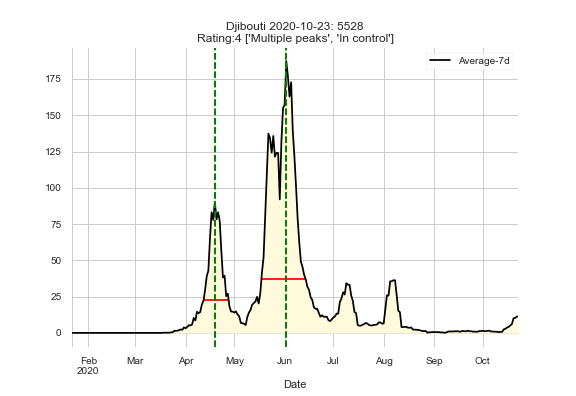 Djibouti 2020-10-23: 5528
Rating:4 ['Multiple peaks', 'In control']
Average-7d
175
150
125
100
75
50
25
0
Feb Mar Apr May Jun Jul Aug Sep Oct
2020
Date